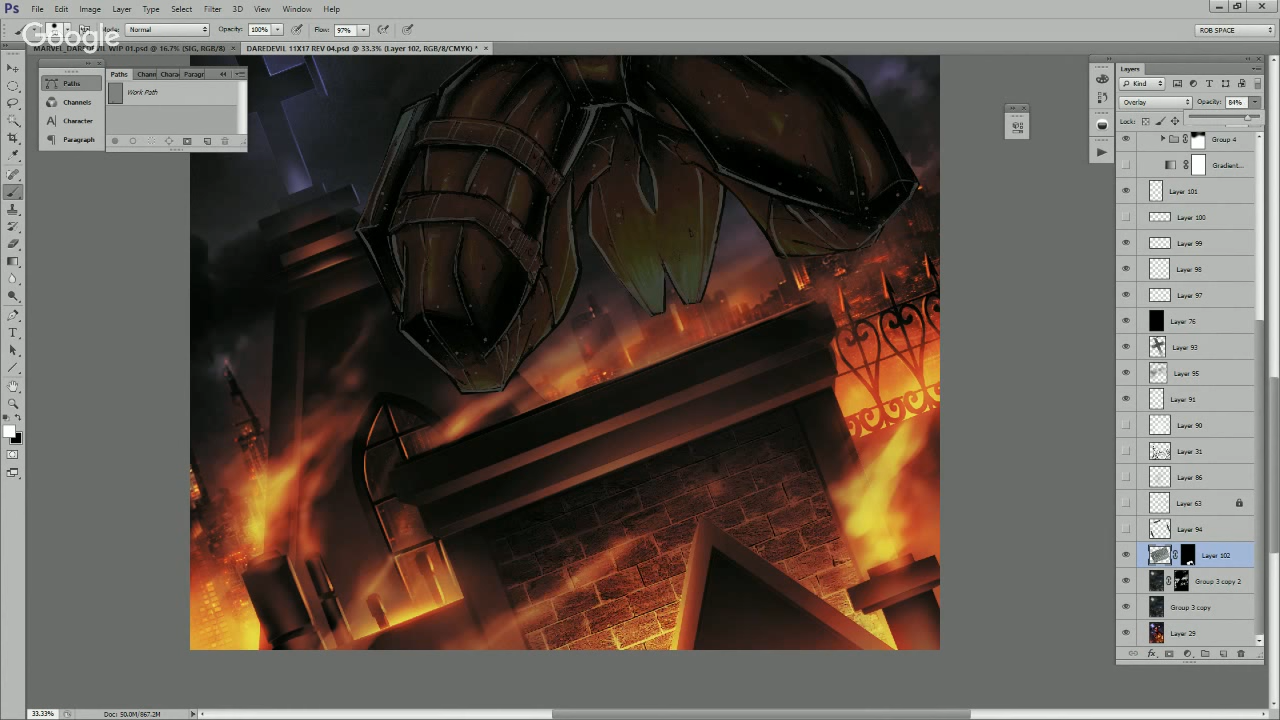 Ps File Edit Image Layer Type Select Filter 3D View Window Help
Google
Mode: Normal Opacity: 100% Flow: 97% ROB SPACE
MARVEL_DAREDEVIL WIP 01.psd @ 16.7% (SIG, RGB/8) × DAREDEVIL 11X17 REV 04.psd @ 33.3% (Layer 102, RGB/8/CMYK) * ×
Paths
Channels
Character
Paragraph
Paths Chann Chara Paragr
Work Path
Layers
Kind
Overlay Opacity: 84%
Lock:
Group 4
Gradient...
Layer 101
Layer 100
Layer 99
Layer 98
Layer 97
Layer 76
Layer 93
Layer 95
Layer 91
Layer 90
Layer 31
Layer 86
Layer 63
Layer 94
Layer 102
Group 3 copy 2
Group 3 copy
Layer 29
33.33% Doc: 50.0M/867.2M